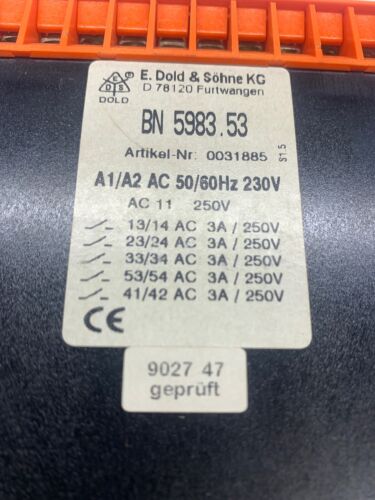 E. Dold & Söhne KG
D 78120 Furtwangen
E
D S
DOLD
BN 5983.53
Artikel-Nr: 0031885
S1.5
A1/A2 AC 50/60Hz 230V
AC 11 250V
13/14 AC 3A / 250V
23/24 AC 3A / 250V
33/34 AC 3A / 250V
53/54 AC 3A / 250V
41/42 AC 3A / 250V
CE
9027 47
geprüft